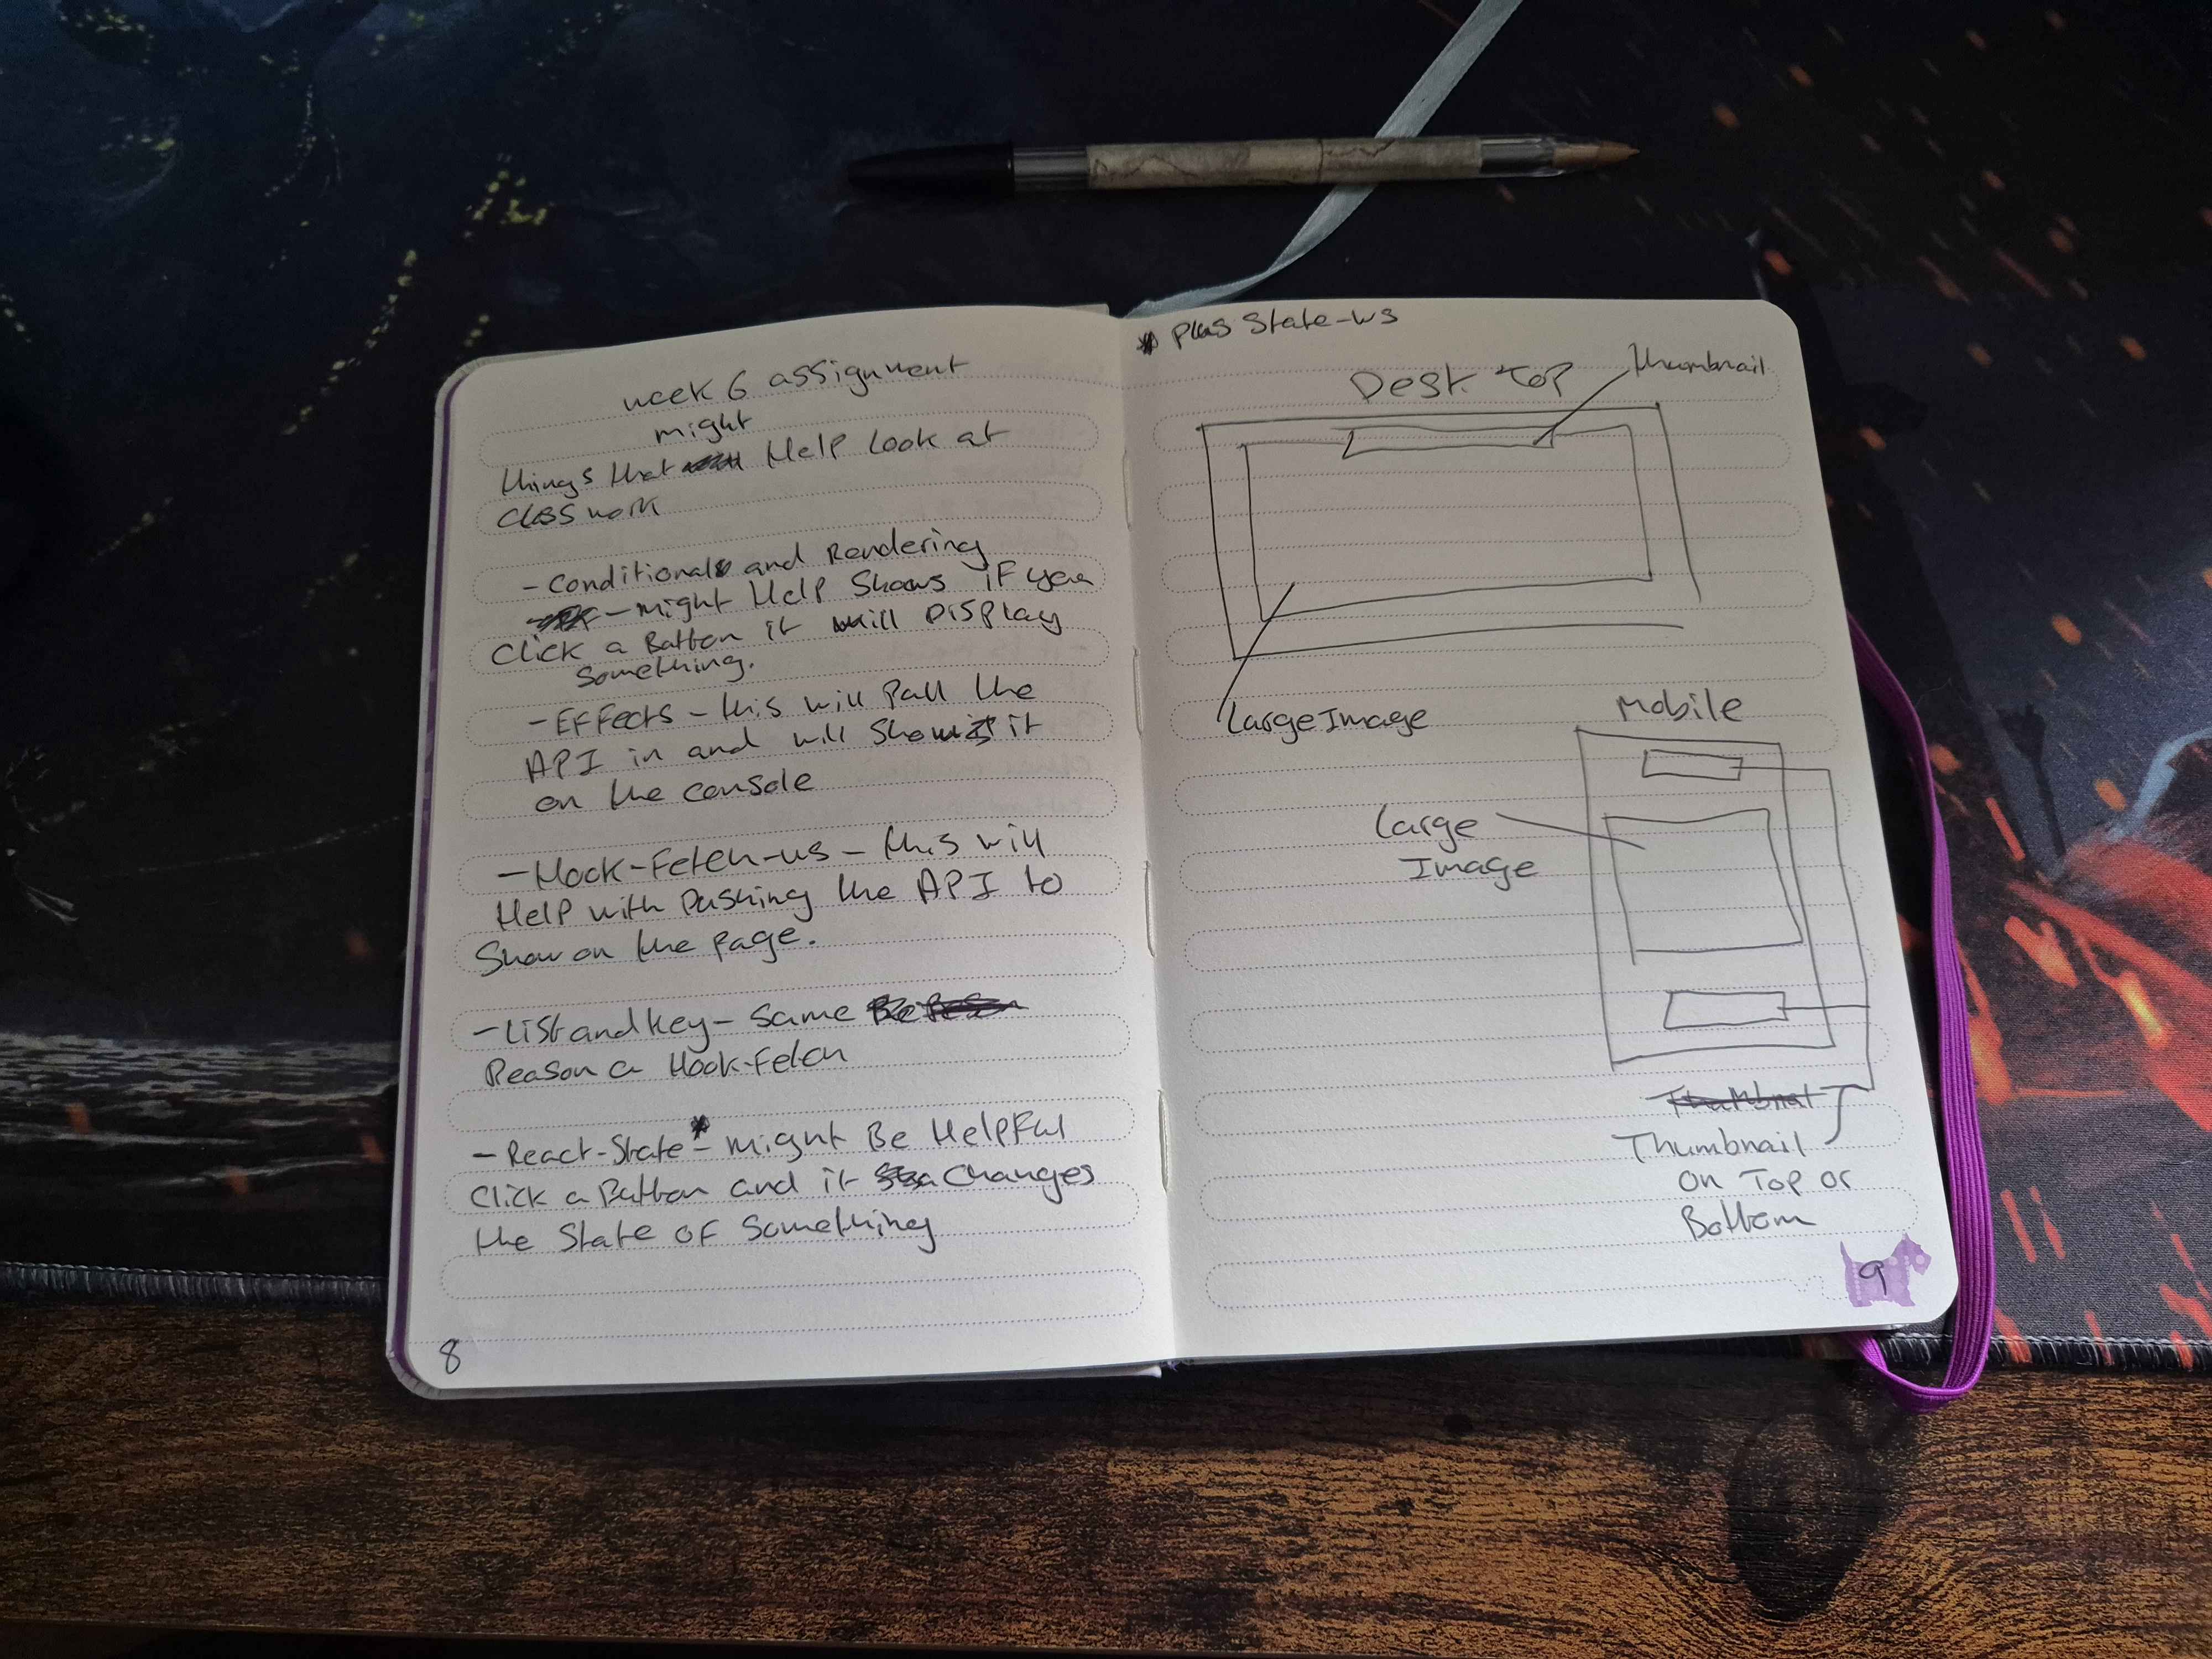 week 6 assignment
might
things that Help Look at
Class work
- Conditionals and Rendering
- might Help Shows if you
Click a Button it will Display
Something.
- Effects - this will Pull the
API in and will Show it
on the console
- Mock-Fetch-ws - this will
Help with Pushing the API to
Show on the page.
- List and key - Same
Reason a Mock-Fetch
- React-State* - might Be Helpful
Click a Button and it Changes
the State of Something
8
* Plus State-ws
Desk Top
thumbnail
Large Image
Mobile
Large
Image
Thumbnail
Thumbnail
on Top or
Bottom
9